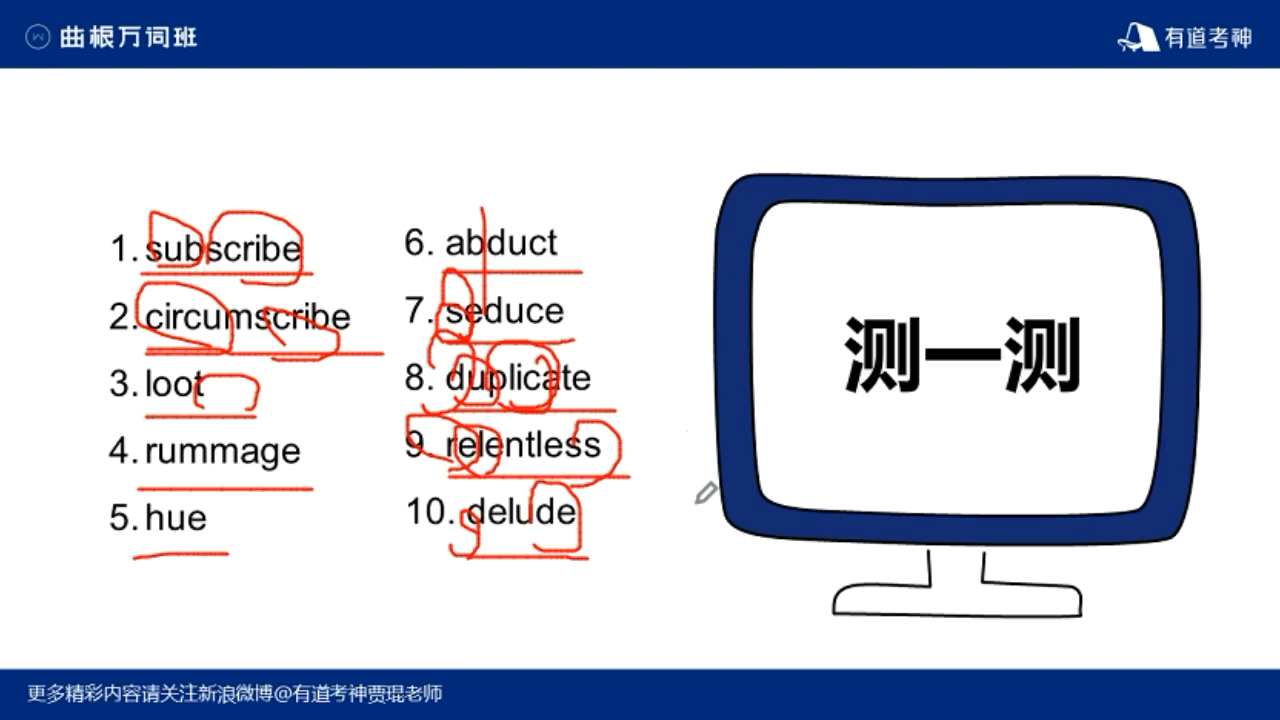 曲根万词班
有道考神
1. subscribe
2. circumscribe
3. loot
4. rummage
5. hue
6. abduct
7. seduce
8. duplicate
9. relentless
10. delude
测一测
更多精彩内容请关注新浪微博@有道考神贾琨老师